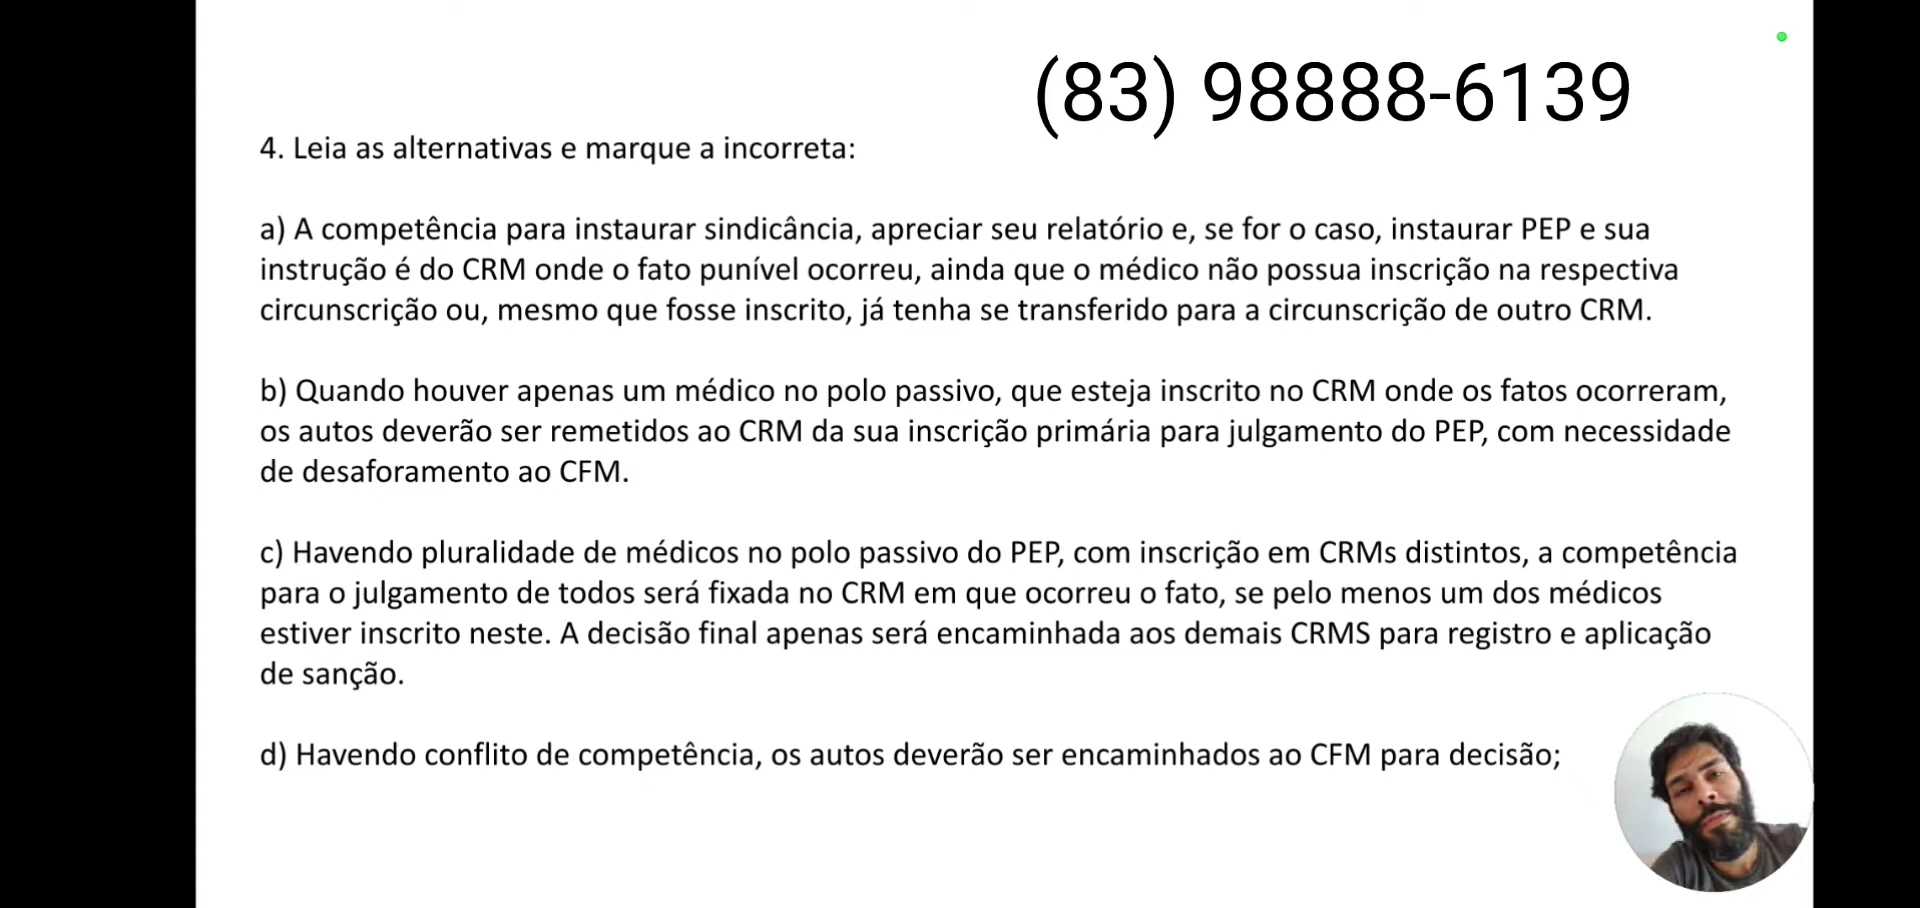 (83) 98888-6139
4. Leia as alternativas e marque a incorreta:
a) A competência para instaurar sindicância, apreciar seu relatório e, se for o caso, instaurar PEP e sua
instrução é do CRM onde o fato punível ocorreu, ainda que o médico não possua inscrição na respectiva
circunscrição ou, mesmo que fosse inscrito, já tenha se transferido para a circunscrição de outro CRM.
b) Quando houver apenas um médico no polo passivo, que esteja inscrito no CRM onde os fatos ocorreram,
os autos deverão ser remetidos ao CRM da sua inscrição primária para julgamento do PEP, com necessidade
de desaforamento ao CFM.
c) Havendo pluralidade de médicos no polo passivo do PEP, com inscrição em CRMs distintos, a competência
para o julgamento de todos será fixada no CRM em que ocorreu o fato, se pelo menos um dos médicos
estiver inscrito neste. A decisão final apenas será encaminhada aos demais CRMS para registro e aplicação
de sanção.
d) Havendo conflito de competência, os autos deverão ser encaminhados ao CFM para decisão;